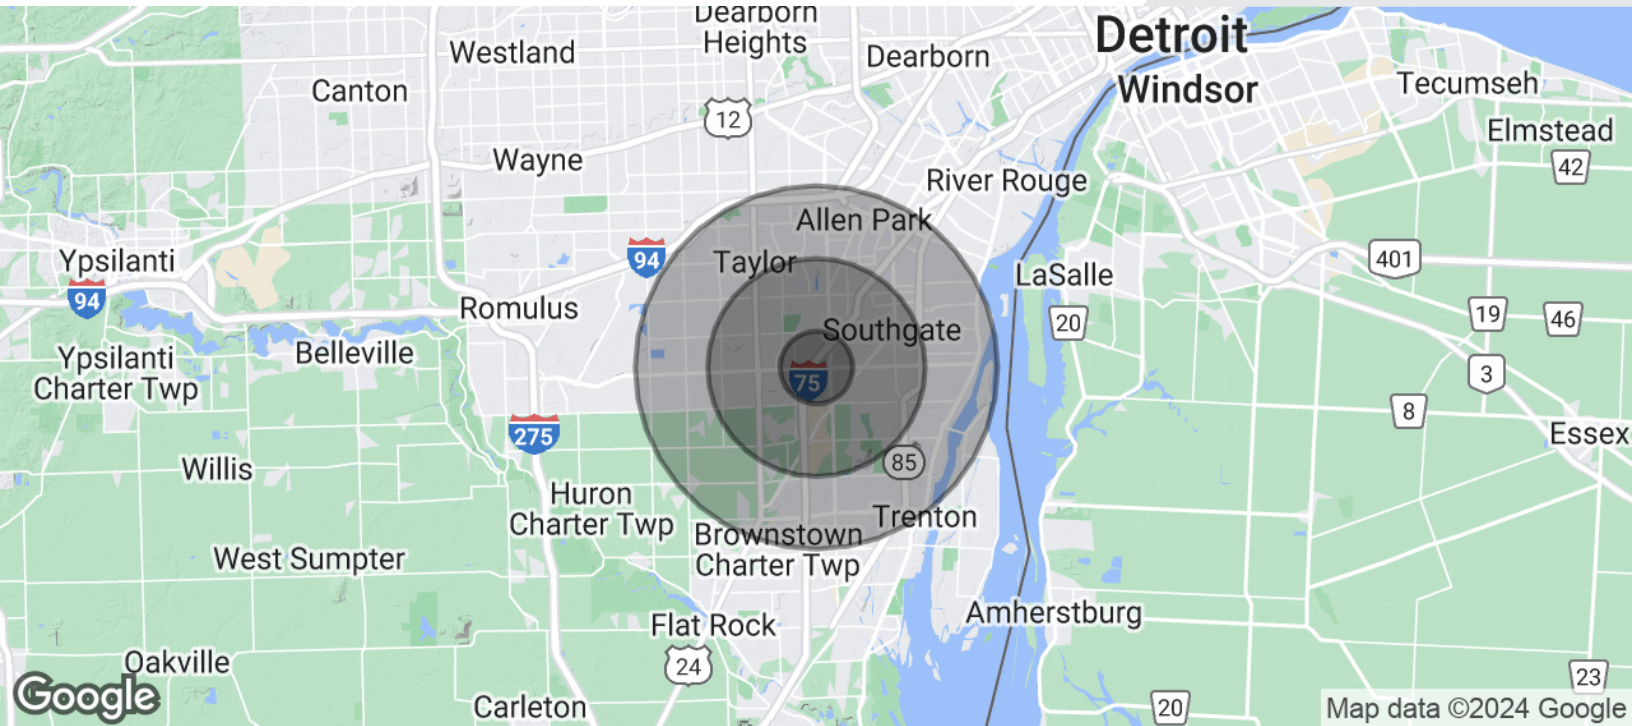 Dearborn
Heights
Detroit
Westland
Dearborn
Canton
Windsor
Tecumseh
12
Elmstead
Wayne
42
River Rouge
Allen Park
Ypsilanti
94
Taylor
401
LaSalle
94
Romulus
19
46
20
Southgate
Belleville
Ypsilanti
Charter Twp
75
3
8
275
Essex
Willis
85
Huron
Charter Twp
Trenton
Brownstown
Charter Twp
West Sumpter
Amherstburg
Flat Rock
Oakville
24
23
Google
Carleton
20
Map data ©2024 Google